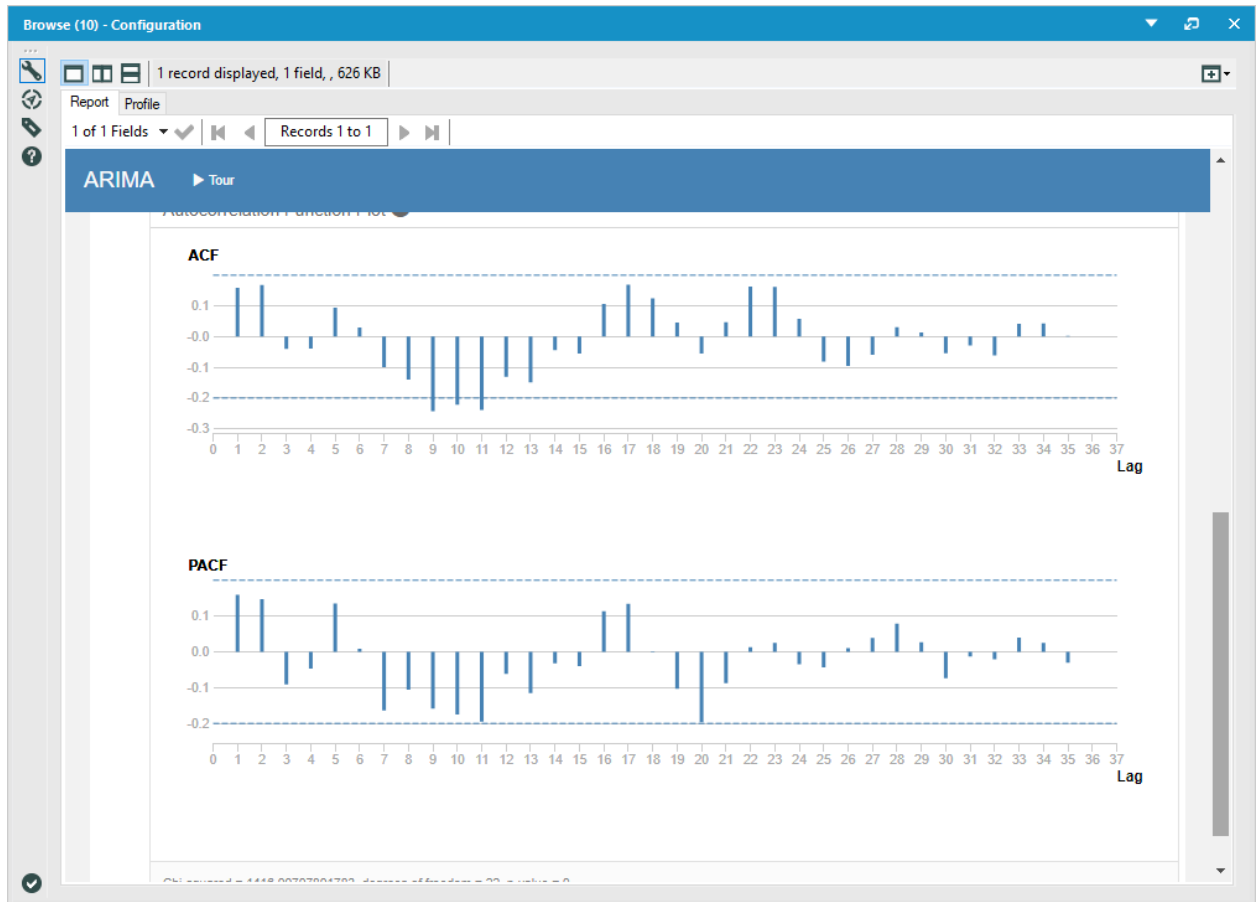 Browse (10) - Configuration
1 record displayed, 1 field, , 626 KB
Report Profile
1 of 1 Fields Records 1 to 1
ARIMA Tour
Autocorrelation Function Plot
ACF
0.1
-0.0
-0.1
-0.2
-0.3
0 1 2 3 4 5 6 7 8 9 10 11 12 13 14 15 16 17 18 19 20 21 22 23 24 25 26 27 28 29 30 31 32 33 34 35 36 37
Lag
PACF
0.1
0.0
-0.1
-0.2
0 1 2 3 4 5 6 7 8 9 10 11 12 13 14 15 16 17 18 19 20 21 22 23 24 25 26 27 28 29 30 31 32 33 34 35 36 37
Lag